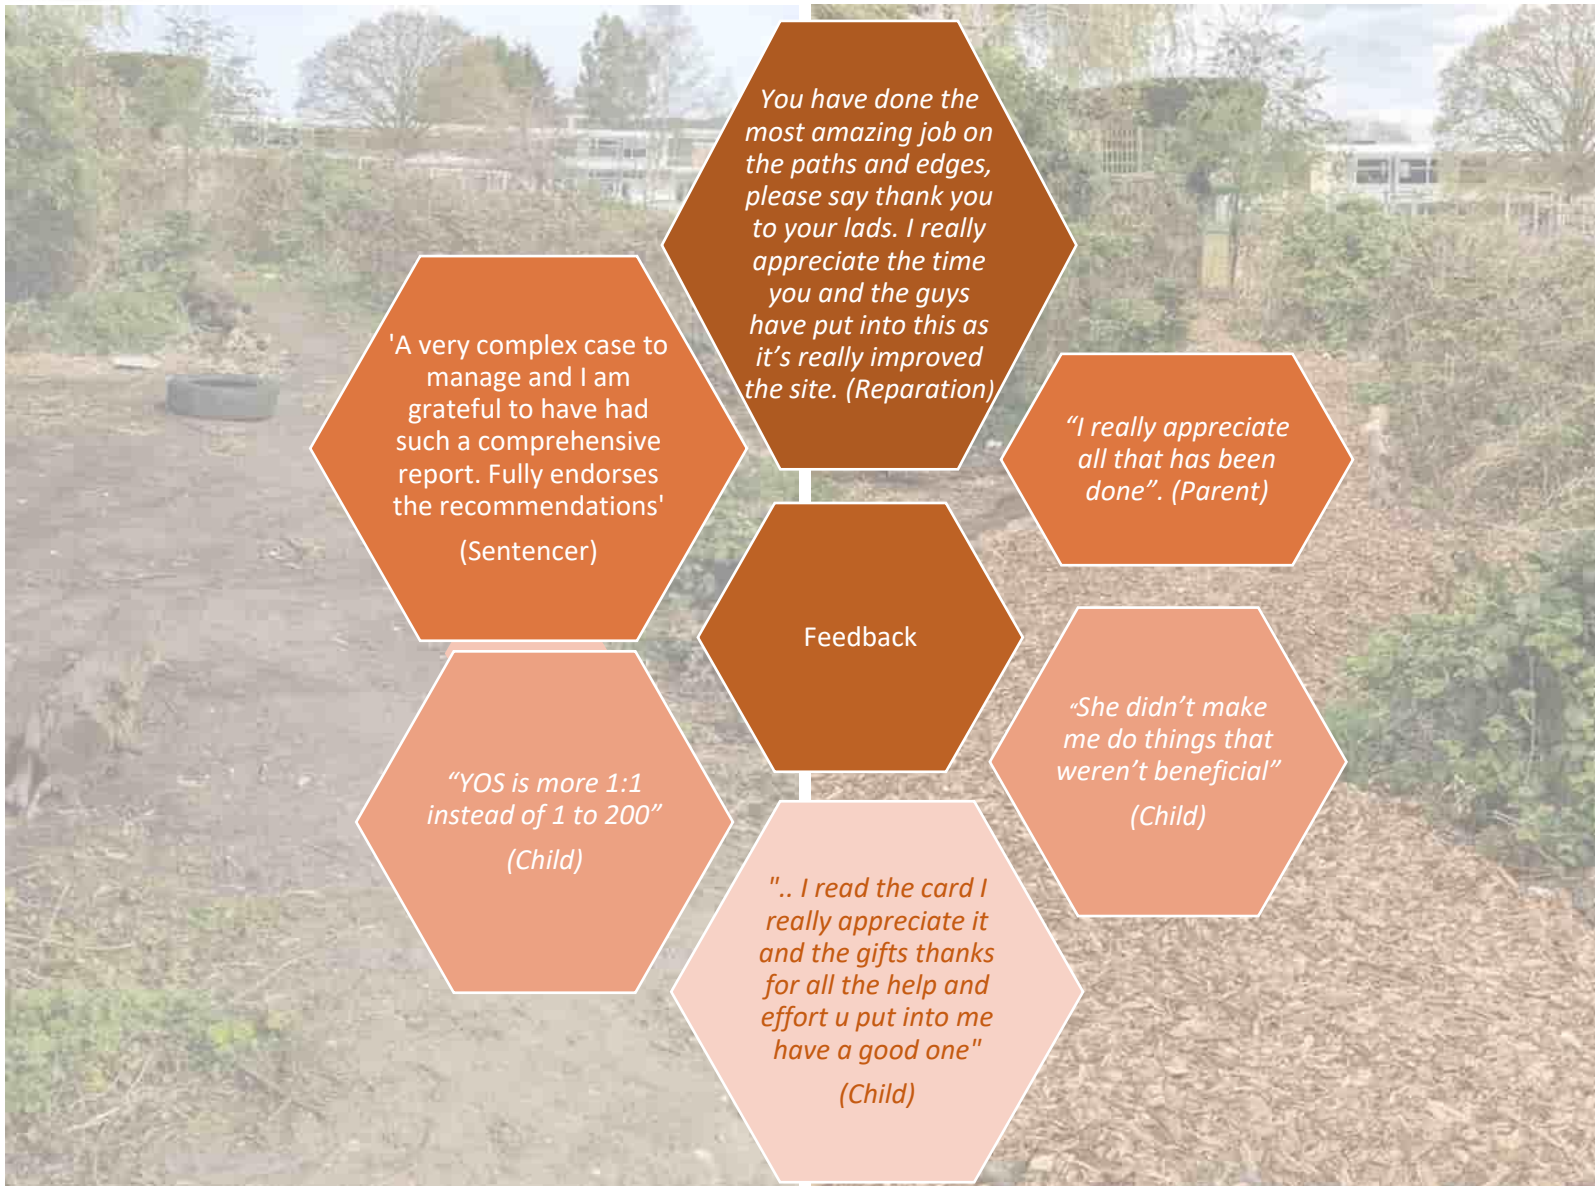 You have done the
most amazing job on
the paths and edges,
please say thank you
to your lads. I really
appreciate the time
you and the guys
have put into this as
it’s really improved
the site. (Reparation)
'A very complex case to
manage and I am
grateful to have had
such a comprehensive
report. Fully endorses
the recommendations'
(Sentencer)
“I really appreciate
all that has been
done”. (Parent)
Feedback
“She didn’t make
me do things that
weren’t beneficial”
(Child)
“YOS is more 1:1
instead of 1 to 200”
(Child)
".. I read the card I
really appreciate it
and the gifts thanks
for all the help and
effort u put into me
have a good one"
(Child)